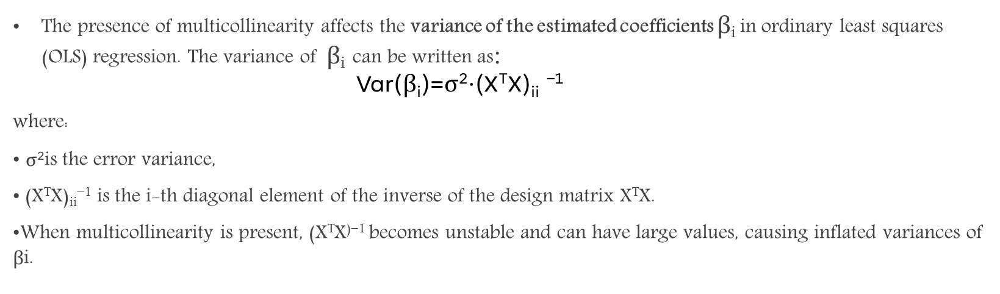 • The presence of multicollinearity affects the variance of the estimated coefficients βᵢ in ordinary least squares
(OLS) regression. The variance of βᵢ can be written as:
Var(βᵢ)=σ²·(XᵀX)ᵢᵢ ⁻¹
where:
• σ²is the error variance,
• (XᵀX)ᵢᵢ⁻¹ is the i-th diagonal element of the inverse of the design matrix XᵀX.
•When multicollinearity is present, (XᵀX)⁻¹ becomes unstable and can have large values, causing inflated variances of
βi.